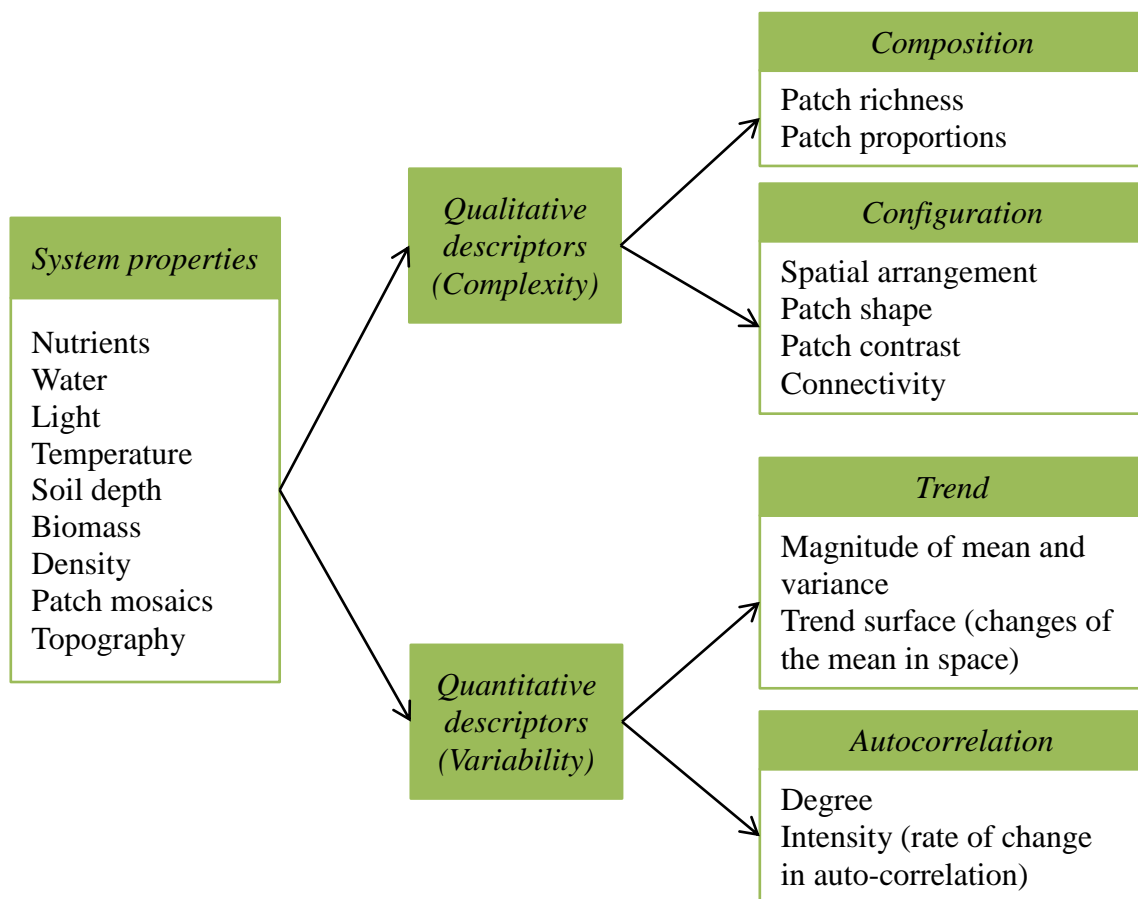 System properties
Nutrients
Water
Light
Temperature
Soil depth
Biomass
Density
Patch mosaics
Topography
Qualitative
descriptors
(Complexity)
Quantitative
descriptors
(Variability)
Composition
Patch richness
Patch proportions
Configuration
Spatial arrangement
Patch shape
Patch contrast
Connectivity
Trend
Magnitude of mean and
variance
Trend surface (changes of
the mean in space)
Autocorrelation
Degree
Intensity (rate of change
in auto-correlation)